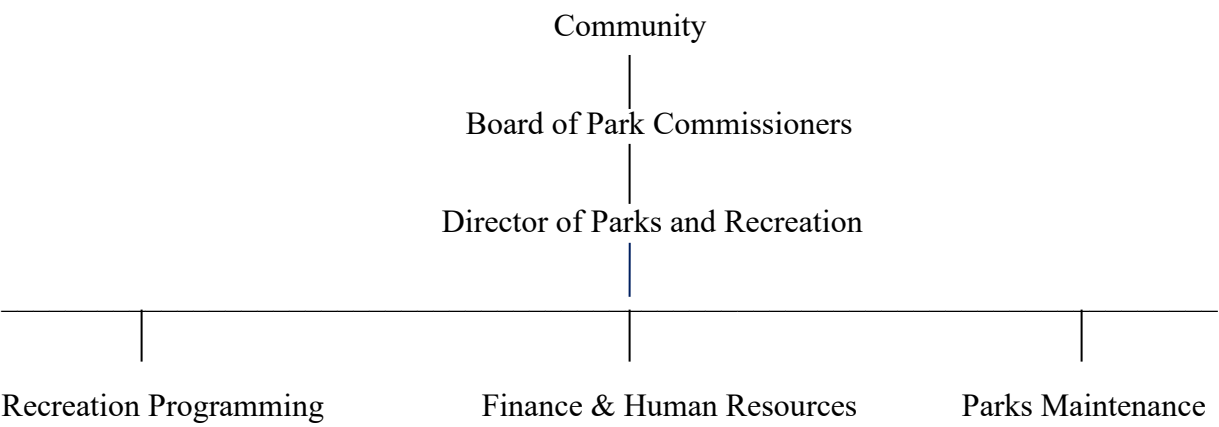 Community
Board of Park Commissioners
Director of Parks and Recreation
Recreation Programming
Finance & Human Resources
Parks Maintenance